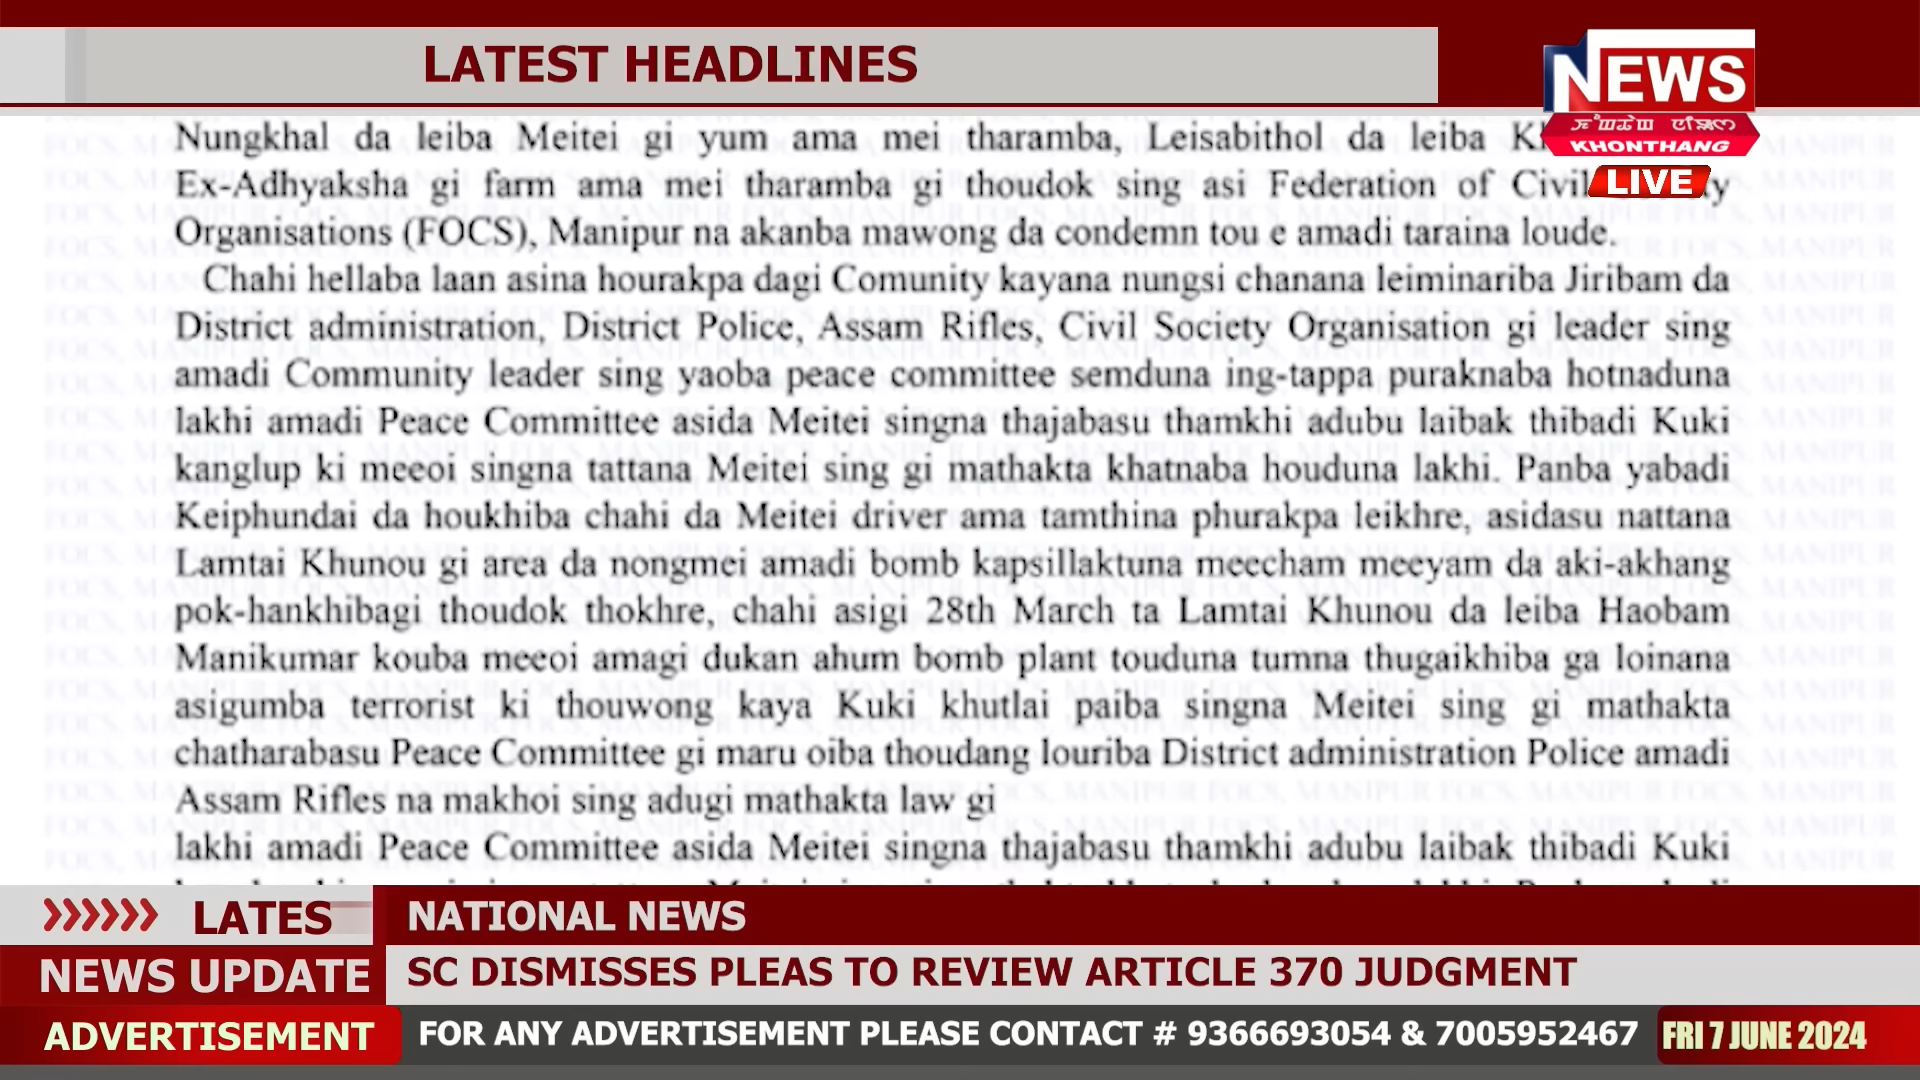 LATEST HEADLINES
NEWS
KHONTHANG
LIVE
Nungkhal da leiba Meitei gi yum ama mei tharamba, Leisabithol da leiba
Ex-Adhyaksha gi farm ama mei tharamba gi thoudok sing asi Federation of Civil
Organisations (FOCS), Manipur na akanba mawong da condemn tou e amadi taraina loude.
Chahi hellaba laan asina hourakpa dagi Comunity kayana nungsi chanana leiminariba Jiribam da
District administration, District Police, Assam Rifles, Civil Society Organisation gi leader sing
amadi Community leader sing yaoba peace committee semduna ing-tappa puraknaba hotnaduna
lakhi amadi Peace Committee asida Meitei singna thajabasu thamkhi adubu laibak thibadi Kuki
kanglup ki meeoi singna tattana Meitei sing gi mathakta khatnaba houduna lakhi. Panba yabadi
Keiphundai da houkhiba chahi da Meitei driver ama tamthina phurakpa leikhre, asidasu nattana
Lamtai Khunou gi area da nongmei amadi bomb kapsillaktuna meecham meeyam da aki-akhang
pok-hankhibagi thoudok thokhre, chahi asigi 28th March ta Lamtai Khunou da leiba Haobam
Manikumar kouba meeoi amagi dukan ahum bomb plant touduna tumna thugaikhiba ga loinana
asigumba terrorist ki thouwong kaya Kuki khutlai paiba singna Meitei sing gi mathakta
chatharabasu Peace Committee gi maru oiba thoudang louriba District administration Police amadi
Assam Rifles na makhoi sing adugi mathakta law gi
lakhi amadi Peace Committee asida Meitei singna thajabasu thamkhi adubu laibak thibadi Kuki
LATES
NATIONAL NEWS
NEWS UPDATE
SC DISMISSES PLEAS TO REVIEW ARTICLE 370 JUDGMENT
ADVERTISEMENT
FOR ANY ADVERTISEMENT PLEASE CONTACT # 9366693054 & 7005952467
FRI 7 JUNE 2024